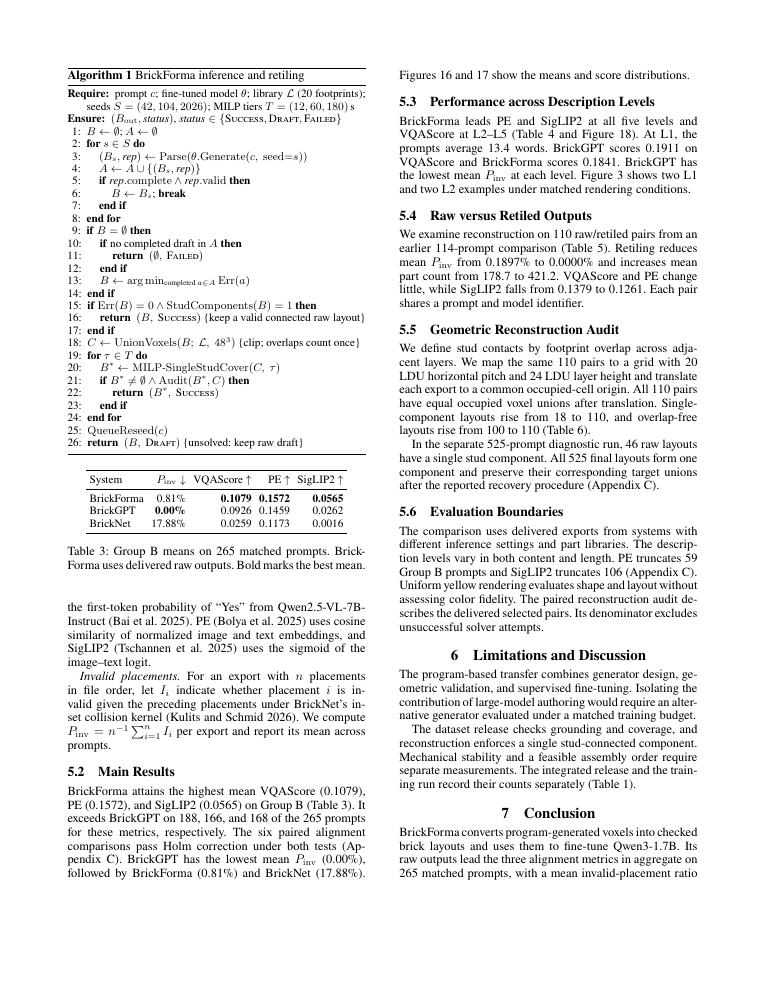 Algorithm 1 BrickForma inference and retiling
Require: prompt c; fine-tuned model θ; library ℒ (20 footprints);
seeds S = (42, 104, 2026); MILP tiers T = (12, 60, 180) s
Ensure: (B_out, status), status ∈ {SUCCESS, DRAFT, FAILED}
1: B ← ∅; A ← ∅
2: for s ∈ S do
3: (B_s, rep) ← Parse(θ.Generate(c, seed=s))
4: A ← A ∪ {(B_s, rep)}
5: if rep.complete ∧ rep.valid then
6: B ← B_s; break
7: end if
8: end for
9: if B = ∅ then
10: if no completed draft in A then
11: return (∅, FAILED)
12: end if
13: B ← arg min_completed a∈A Err(a)
14: end if
15: if Err(B) = 0 ∧ StudComponents(B) = 1 then
16: return (B, SUCCESS) {keep a valid connected raw layout}
17: end if
18: C ← UnionVoxels(B; ℒ, 48³) {clip; overlaps count once}
19: for τ ∈ T do
20: B* ← MILP-SingleStudCover(C, τ)
21: if B* ≠ ∅ ∧ Audit(B*, C) then
22: return (B*, SUCCESS)
23: end if
24: end for
25: QueueReseed(c)
26: return (B, DRAFT) {unsolved: keep raw draft}
System P_inv ↓ VQAScore ↑ PE ↑ SigLIP2 ↑
BrickForma 0.81% 0.1079 0.1572 0.0565
BrickGPT 0.00% 0.0926 0.1459 0.0262
BrickNet 17.88% 0.0259 0.1173 0.0016
Table 3: Group B means on 265 matched prompts. Brick-
Forma uses delivered raw outputs. Bold marks the best mean.
the first-token probability of “Yes” from Qwen2.5-VL-7B-
Instruct (Bai et al. 2025). PE (Bolya et al. 2025) uses cosine
similarity of normalized image and text embeddings, and
SigLIP2 (Tschannen et al. 2025) uses the sigmoid of the
image–text logit.
Invalid placements. For an export with n placements
in file order, let I_i indicate whether placement i is in-
valid given the preceding placements under BrickNet's in-
set collision kernel (Kulits and Schmid 2026). We compute
P_inv = n⁻¹ ∑ⁿ_{i=1} I_i per export and report its mean across
prompts.
5.2 Main Results
BrickForma attains the highest mean VQAScore (0.1079),
PE (0.1572), and SigLIP2 (0.0565) on Group B (Table 3). It
exceeds BrickGPT on 188, 166, and 168 of the 265 prompts
for these metrics, respectively. The six paired alignment
comparisons pass Holm correction under both tests (Ap-
pendix C). BrickGPT has the lowest mean P_inv (0.00%),
followed by BrickForma (0.81%) and BrickNet (17.88%).
Figures 16 and 17 show the means and score distributions.
5.3 Performance across Description Levels
BrickForma leads PE and SigLIP2 at all five levels and
VQAScore at L2–L5 (Table 4 and Figure 18). At L1, the
prompts average 13.4 words. BrickGPT scores 0.1911 on
VQAScore and BrickForma scores 0.1841. BrickGPT has
the lowest mean P_inv at each level. Figure 3 shows two L1
and two L2 examples under matched rendering conditions.
5.4 Raw versus Retiled Outputs
We examine reconstruction on 110 raw/retiled pairs from an
earlier 114-prompt comparison (Table 5). Retiling reduces
mean P_inv from 0.1897% to 0.0000% and increases mean
part count from 178.7 to 421.2. VQAScore and PE change
little, while SigLIP2 falls from 0.1379 to 0.1261. Each pair
shares a prompt and model identifier.
5.5 Geometric Reconstruction Audit
We define stud contacts by footprint overlap across adja-
cent layers. We map the same 110 pairs to a grid with 20
LDU horizontal pitch and 24 LDU layer height and translate
each export to a common occupied-cell origin. All 110 pairs
have equal occupied voxel unions after translation. Single-
component layouts rise from 18 to 110, and overlap-free
layouts rise from 100 to 110 (Table 6).
In the separate 525-prompt diagnostic run, 46 raw layouts
have a single stud component. All 525 final layouts form one
component and preserve their corresponding target unions
after the reported recovery procedure (Appendix C).
5.6 Evaluation Boundaries
The comparison uses delivered exports from systems with
different inference settings and part libraries. The descrip-
tion levels vary in both content and length. PE truncates 59
Group B prompts and SigLIP2 truncates 106 (Appendix C).
Uniform yellow rendering evaluates shape and layout without
assessing color fidelity. The paired reconstruction audit de-
scribes the delivered selected pairs. Its denominator excludes
unsuccessful solver attempts.
6 Limitations and Discussion
The program-based transfer combines generator design, ge-
ometric validation, and supervised fine-tuning. Isolating the
contribution of large-model authoring would require an alter-
native generator evaluated under a matched training budget.
The dataset release checks grounding and coverage, and
reconstruction enforces a single stud-connected component.
Mechanical stability and a feasible assembly order require
separate measurements. The integrated release and the train-
ing run record their counts separately (Table 1).
7 Conclusion
BrickForma converts program-generated voxels into checked
brick layouts and uses them to fine-tune Qwen3-1.7B. Its
raw outputs lead the three alignment metrics in aggregate on
265 matched prompts, with a mean invalid-placement ratio